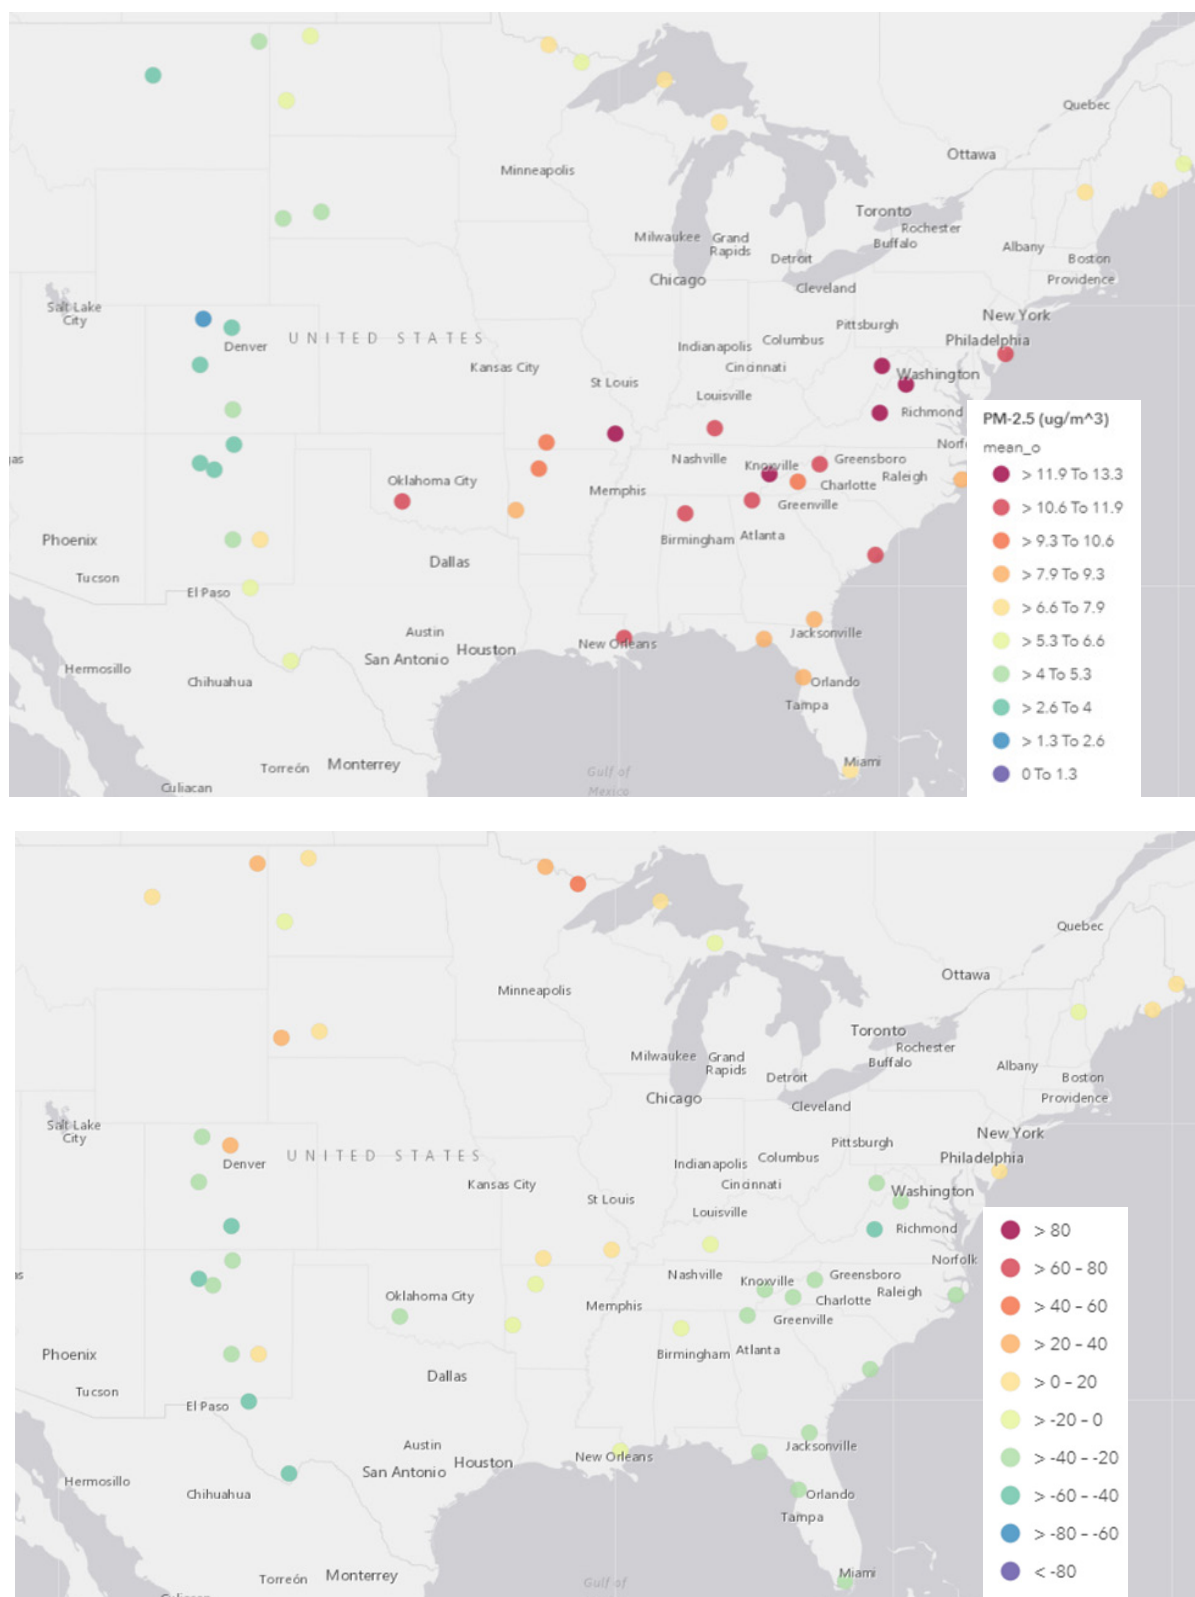 Quebec
Ottawa
Minneapolis
Toronto
Rochester
Buffalo
Milwaukee
Grand
Rapids
Albany
Detroit
Boston
Chicago
Providence
Cleveland
Salt Lake
City
New York
Pittsburgh
UNITED STATES
Denver
Columbus
Philadelphia
Indianapolis
Kansas City
Cincinnati
Washington
St Louis
Louisville
Richmond
PM-2.5 (ug/m^3)
Norf
mean_o
as
Nashville
Knoxville
Greensboro
Raleigh
> 11.9 To 13.3
Oklahoma City
Charlotte
Memphis
Greenville
> 10.6 To 11.9
Phoenix
Birmingham
Atlanta
> 9.3 To 10.6
Dallas
Tucson
> 7.9 To 9.3
El Paso
> 6.6 To 7.9
Austin
Jacksonville
Houston
New Orleans
> 5.3 To 6.6
San Antonio
Hermosillo
Chihuahua
Orlando
> 4 To 5.3
Tampa
> 2.6 To 4
> 1.3 To 2.6
Torreón
Monterrey
Miami
Gulf of
Mexico
0 To 1.3
Culiacan
Quebec
Ottawa
Minneapolis
Toronto
Rochester
Buffalo
Milwaukee
Grand
Rapids
Albany
Detroit
Boston
Chicago
Providence
Cleveland
Salt Lake
City
New York
Pittsburgh
UNITED STATES
Denver
Columbus
Philadelphia
Indianapolis
Kansas City
Cincinnati
Washington
St Louis
Louisville
Richmond
> 80
Norfolk
as
Nashville
Knoxville
Greensboro
> 60 - 80
Raleigh
Oklahoma City
Charlotte
Memphis
Greenville
> 40 - 60
Phoenix
Birmingham
Atlanta
> 20 - 40
Dallas
> 0 - 20
Tucson
El Paso
> -20 - 0
Austin
Jacksonville
Houston
New Orleans
> -40 - -20
San Antonio
Hermosillo
Chihuahua
Orlando
> -60 - -40
Tampa
> -80 - -60
Torreón
Monterrey
Miami
Gulf of
< -80